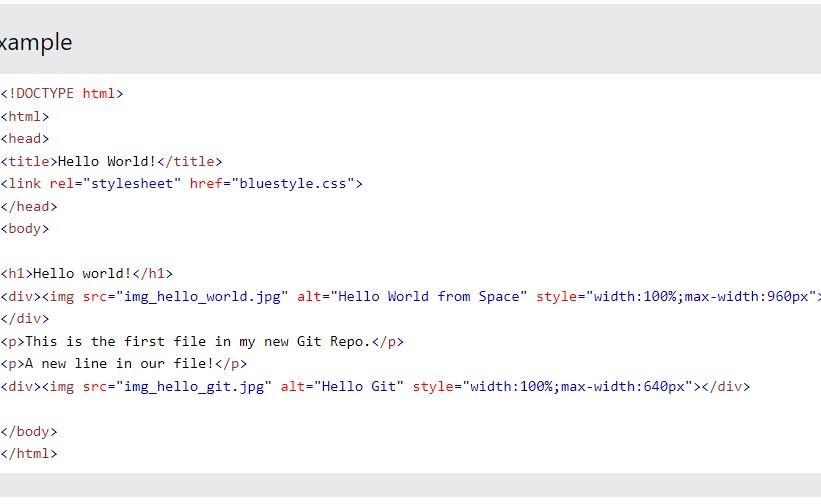 xample
<!DOCTYPE html>
<html>
<head>
<title>Hello World!</title>
<link rel="stylesheet" href="bluestyle.css">
</head>
<body>
<h1>Hello world!</h1>
<div><img src="img_hello_world.jpg" alt="Hello World from Space" style="width:100%;max-width:960px">
</div>
<p>This is the first file in my new Git Repo.</p>
<p>A new line in our file!</p>
<div><img src="img_hello_git.jpg" alt="Hello Git" style="width:100%;max-width:640px"></div>
</body>
</html>